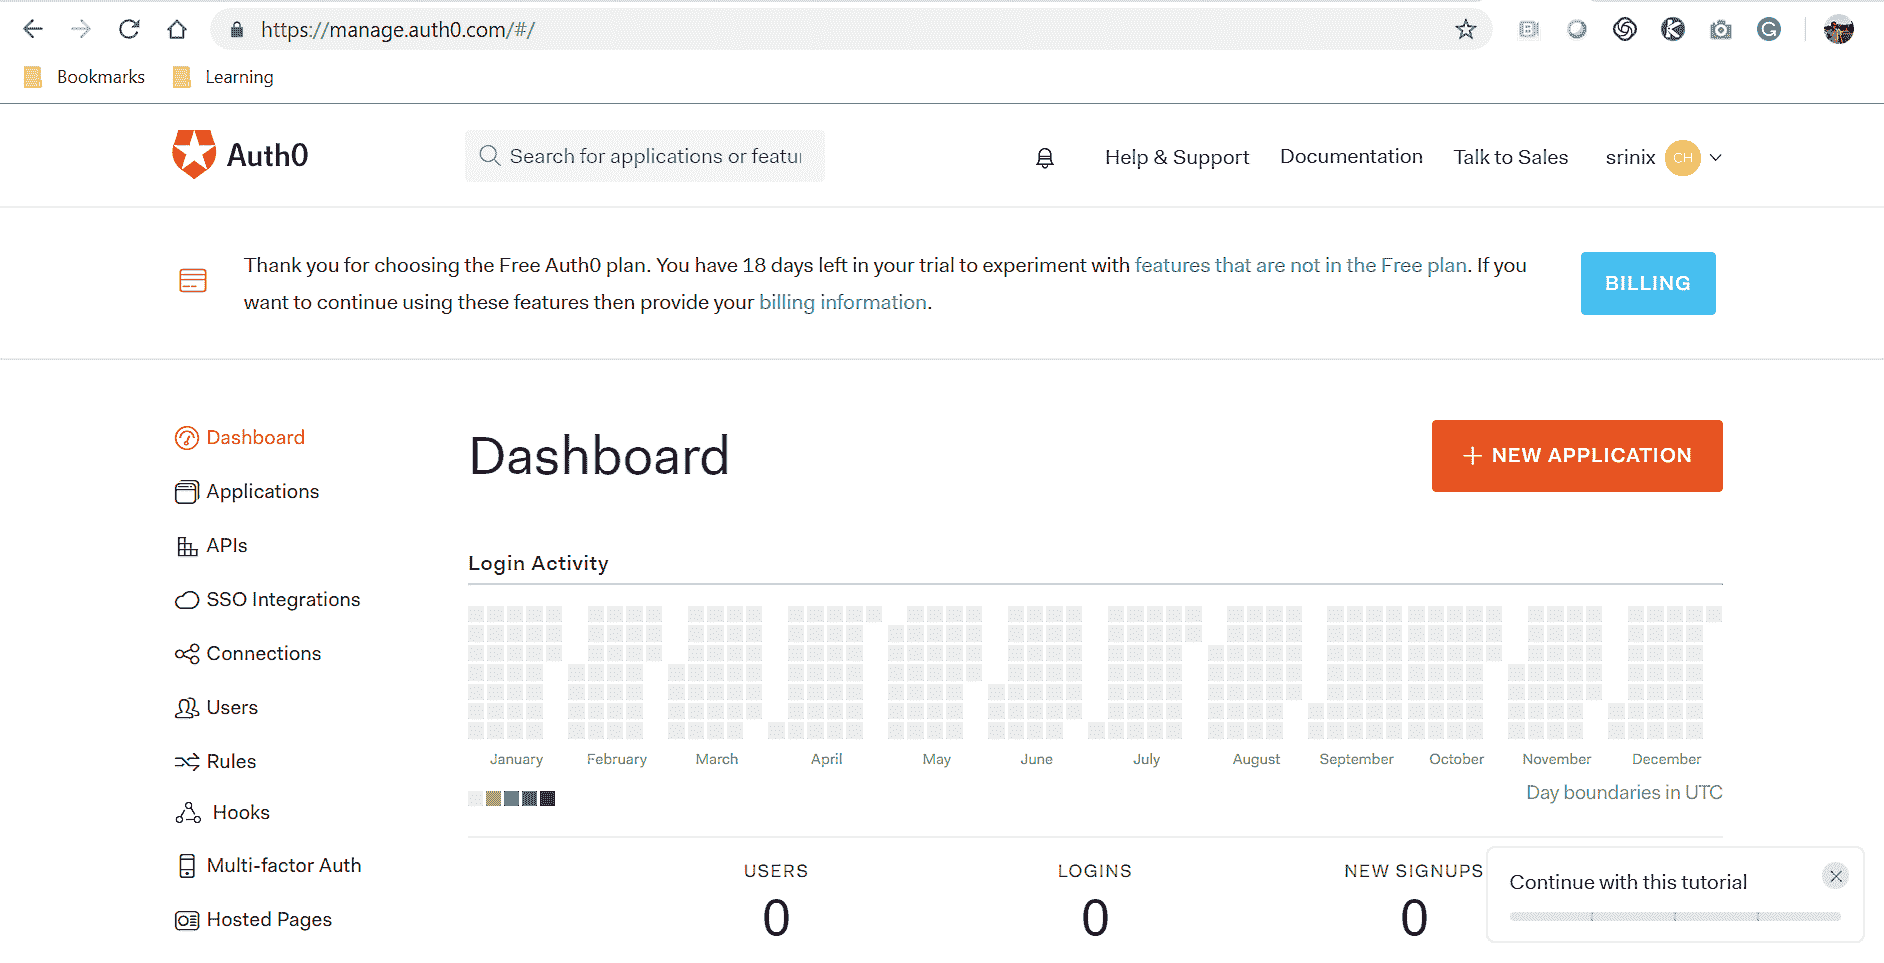 https://manage.auth0.com/#/
Bookmarks Learning
Auth0
Search for applications or featu
Help & Support Documentation Talk to Sales srinix CH
Thank you for choosing the Free Auth0 plan. You have 18 days left in your trial to experiment with features that are not in the Free plan. If you
want to continue using these features then provide your billing information.
BILLING
Dashboard
Applications
APIs
SSO Integrations
Connections
Users
Rules
Hooks
Multi-factor Auth
Hosted Pages
Dashboard
+ NEW APPLICATION
Login Activity
January February March April May June July August September October November December
Day boundaries in UTC
USERS LOGINS NEW SIGNUPS
0 0 0
Continue with this tutorial